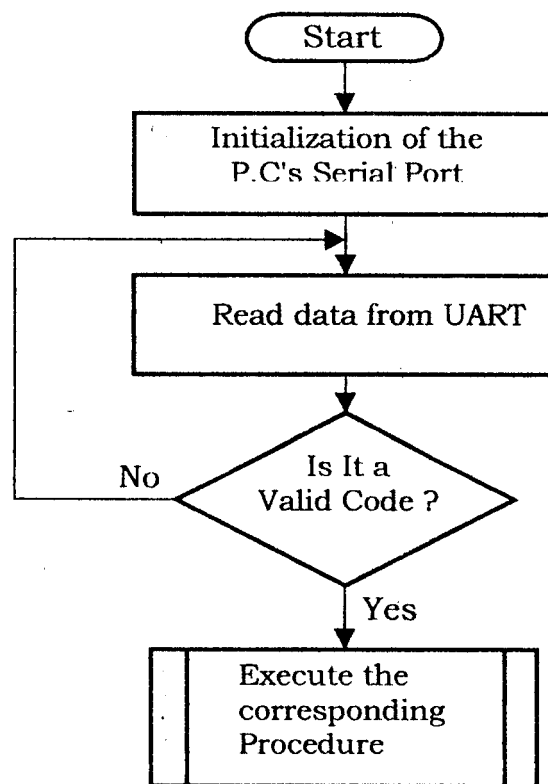 Start
Initialization of the
P.C's Serial Port
Read data from UART
Is It a
Valid Code ?
No
Yes
Execute the
corresponding
Procedure